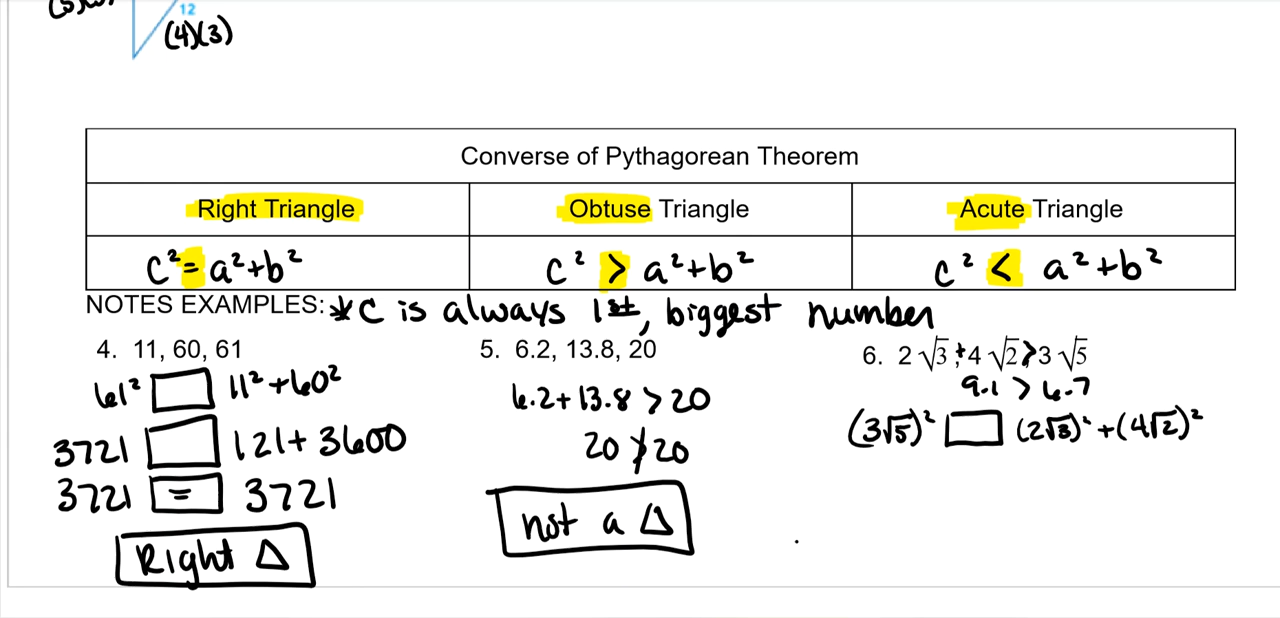 12
(4)(3)
Converse of Pythagorean Theorem
Right Triangle Obtuse Triangle Acute Triangle
c² = a²+b² c² > a²+b² c² < a²+b²
NOTES EXAMPLES: *c is always 1st, biggest number
4. 11, 60, 61
61² □ 11²+60²
3721 □ 121+3600
3721 = 3721
Right △
5. 6.2, 13.8, 20
6.2+13.8 > 20
20 ≯ 20
not a △
6. 2√3 + 4√2 > 3√5
9.1 > 6.7
(3√5)² □ (2√3)² + (4√2)²